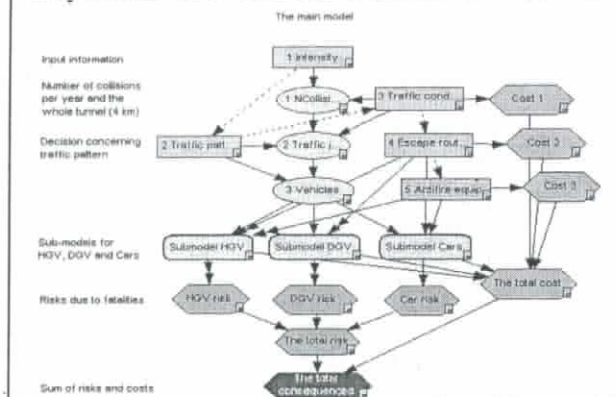 The main model
Input information
1 Intensity
Number of collisions
per year and the
whole tunnel (4 km)
1 NCollisi..
3 Traffic cond..
Cost 1
Decision concerning
traffic pattern
2 Traffic patt..
2 Traffic j..
4 Escape rout..
Cost 2
3 Vehicles
5 Antifire equip..
Cost 3
Sub-models for
HGV, DGV and Cars
Submodel HGV
Submodel DGV
Submodel Cars
The total cost
Risks due to fatalities
HGV risk
DGV risk
Car risk
The total risk
Sum of risks and costs
The total
consequences